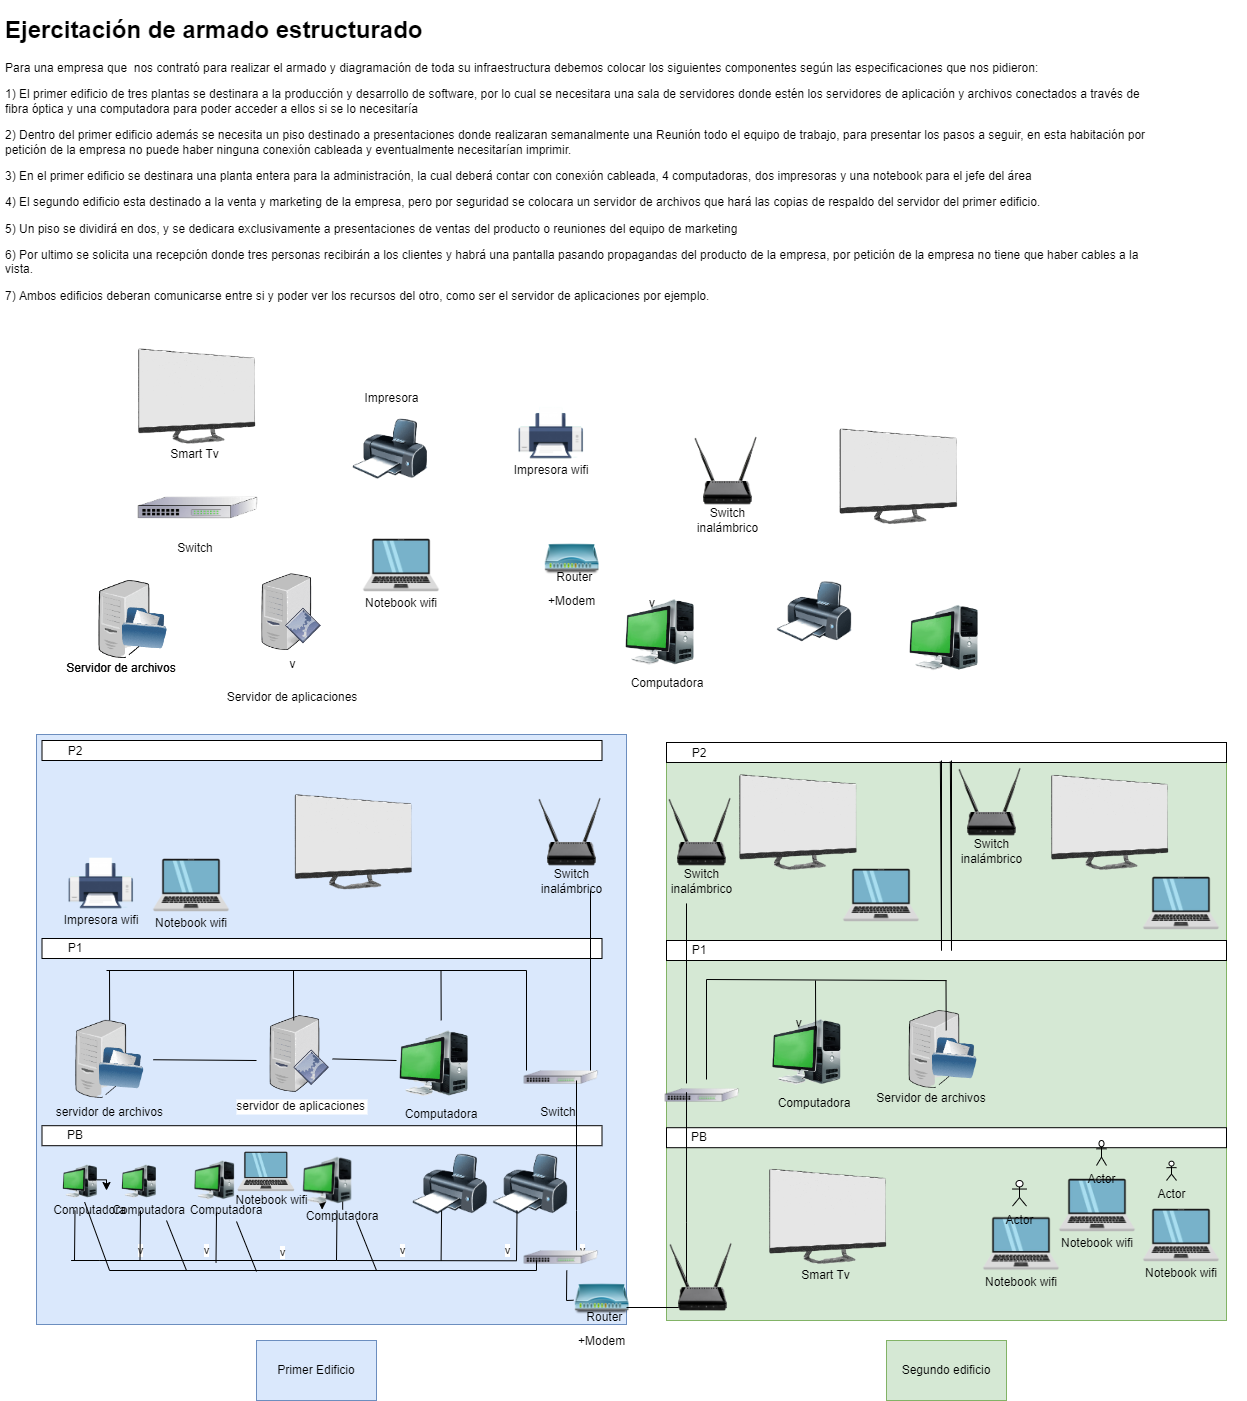 Ejercitación de armado estructurado
Para una empresa que  nos contrató para realizar el armado y diagramación de toda su infraestructura debemos colocar los siguientes componentes según las especificaciones que nos pidieron:
1) El primer edificio de tres plantas se destinara a la producción y desarrollo de software, por lo cual se necesitara una sala de servidores donde estén los servidores de aplicación y archivos conectados a través de
fibra óptica y una computadora para poder acceder a ellos si se lo necesitaría
2) Dentro del primer edificio además se necesita un piso destinado a presentaciones donde realizaran semanalmente una Reunión todo el equipo de trabajo, para presentar los pasos a seguir, en esta habitación por
petición de la empresa no puede haber ninguna conexión cableada y eventualmente necesitarían imprimir.
3) En el primer edificio se destinara una planta entera para la administración, la cual deberá contar con conexión cableada, 4 computadoras, dos impresoras y una notebook para el jefe del área
4) El segundo edificio esta destinado a la venta y marketing de la empresa, pero por seguridad se colocara un servidor de archivos que hará las copias de respaldo del servidor del primer edificio.
5) Un piso se dividirá en dos, y se dedicara exclusivamente a presentaciones de ventas del producto o reuniones del equipo de marketing
6) Por ultimo se solicita una recepción donde tres personas recibirán a los clientes y habrá una pantalla pasando propagandas del producto de la empresa, por petición de la empresa no tiene que haber cables a la
vista.
7) Ambos edificios deberan comunicarse entre si y poder ver los recursos del otro, como ser el servidor de aplicaciones por ejemplo.
Impresora
Smart Tv
Impresora wifi
Switch
inalámbrico
Switch
Notebook wifi
Router
+Modem
v
Servidor de archivos
v
Servidor de aplicaciones
Computadora
P2
Switch
inalámbrico
Impresora wifi
Notebook wifi
P1
servidor de archivos
servidor de aplicaciones
Computadora
Switch
PB
Computadora
Computadora
Computadora
Notebook wifi
Computadora
v
v
v
v
v
v
Router
+Modem
Primer Edificio
P2
Switch
inalámbrico
Switch
inalámbrico
P1
v
Computadora
Servidor de archivos
PB
Actor
Actor
Actor
Notebook wifi
Smart Tv
Notebook wifi
Notebook wifi
Segundo edificio